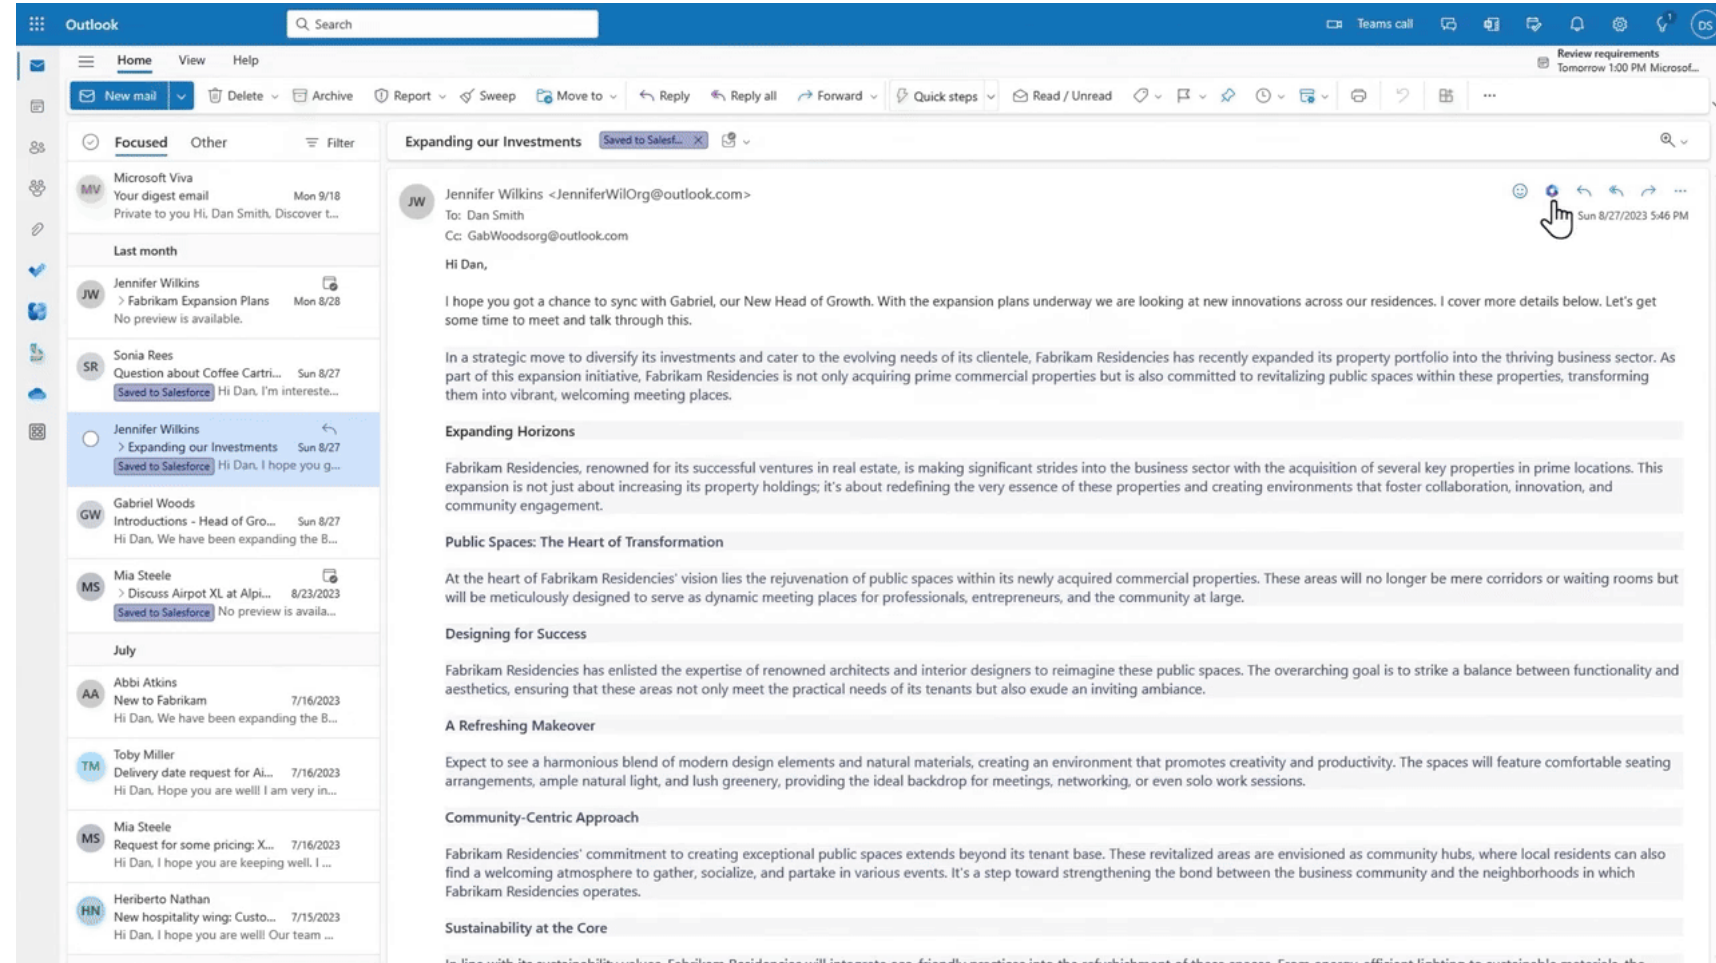 Outlook
Search
Teams call
1
DS
Home View Help
Review requirements
Tomorrow 1:00 PM Microsof...
New mail Delete Archive Report Sweep Move to Reply Reply all Forward Quick steps Read / Unread ...
Focused Other Filter
MV
Microsoft Viva
Your digest email Mon 9/18
Private to you Hi, Dan Smith, Discover t...
Last month
JW
Jennifer Wilkins
> Fabrikam Expansion Plans Mon 8/28
No preview is available.
SR
Sonia Rees
Question about Coffee Cartri... Sun 8/27
Saved to Salesforce Hi Dan, I'm intereste...
Jennifer Wilkins
> Expanding our Investments Sun 8/27
Saved to Salesforce Hi Dan, I hope you g...
GW
Gabriel Woods
Introductions - Head of Gro... Sun 8/27
Hi Dan, We have been expanding the B...
MS
Mia Steele
> Discuss Airpot XL at Alpi... 8/23/2023
Saved to Salesforce No preview is availa...
July
AA
Abbi Atkins
New to Fabrikam 7/16/2023
Hi Dan, We have been expanding the B...
TM
Toby Miller
Delivery date request for Ai... 7/16/2023
Hi Dan, Hope you are well! I am very in...
MS
Mia Steele
Request for some pricing: X... 7/16/2023
Hi Dan, I hope you are keeping well. I ...
HN
Heriberto Nathan
New hospitality wing: Custo... 7/15/2023
Hi Dan, I hope you are well! Our team ...
Expanding our Investments Saved to Salesf... X
JW
Jennifer Wilkins <JenniferWilOrg@outlook.com>
To: Dan Smith
Cc: GabWoodsorg@outlook.com
Sun 8/27/2023 5:46 PM
Hi Dan,
I hope you got a chance to sync with Gabriel, our New Head of Growth. With the expansion plans underway we are looking at new innovations across our residences. I cover more details below. Let's get
some time to meet and talk through this.
In a strategic move to diversify its investments and cater to the evolving needs of its clientele, Fabrikam Residencies has recently expanded its property portfolio into the thriving business sector. As
part of this expansion initiative, Fabrikam Residencies is not only acquiring prime commercial properties but is also committed to revitalizing public spaces within these properties, transforming
them into vibrant, welcoming meeting places.
Expanding Horizons
Fabrikam Residencies, renowned for its successful ventures in real estate, is making significant strides into the business sector with the acquisition of several key properties in prime locations. This
expansion is not just about increasing its property holdings; it's about redefining the very essence of these properties and creating environments that foster collaboration, innovation, and
community engagement.
Public Spaces: The Heart of Transformation
At the heart of Fabrikam Residencies' vision lies the rejuvenation of public spaces within its newly acquired commercial properties. These areas will no longer be mere corridors or waiting rooms but
will be meticulously designed to serve as dynamic meeting places for professionals, entrepreneurs, and the community at large.
Designing for Success
Fabrikam Residencies has enlisted the expertise of renowned architects and interior designers to reimagine these public spaces. The overarching goal is to strike a balance between functionality and
aesthetics, ensuring that these areas not only meet the practical needs of its tenants but also exude an inviting ambiance.
A Refreshing Makeover
Expect to see a harmonious blend of modern design elements and natural materials, creating an environment that promotes creativity and productivity. The spaces will feature comfortable seating
arrangements, ample natural light, and lush greenery, providing the ideal backdrop for meetings, networking, or even solo work sessions.
Community-Centric Approach
Fabrikam Residencies' commitment to creating exceptional public spaces extends beyond its tenant base. These revitalized areas are envisioned as community hubs, where local residents can also
find a welcoming atmosphere to gather, socialize, and partake in various events. It's a step toward strengthening the bond between the business community and the neighborhoods in which
Fabrikam Residencies operates.
Sustainability at the Core